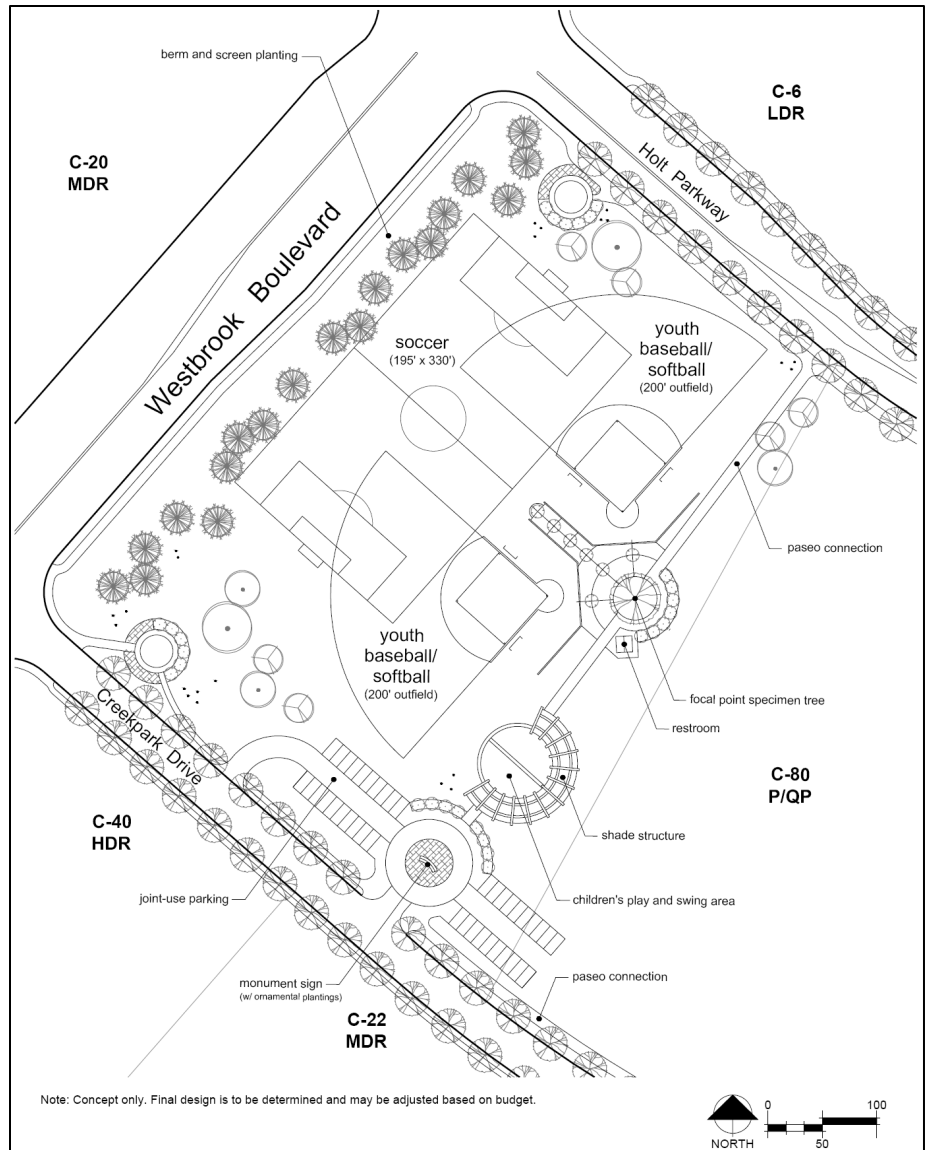 berm and screen planting
C-6
LDR
C-20
MDR
Holt Parkway
Westbrook Boulevard
soccer
(195' x 330')
youth
baseball/
softball
(200' outfield)
paseo connection
youth
baseball/
softball
(200' outfield)
focal point specimen tree
restroom
Creekpark Drive
C-80
P/QP
C-40
HDR
shade structure
joint-use parking
children's play and swing area
paseo connection
monument sign
(w/ ornamental plantings)
C-22
MDR
Note: Concept only. Final design is to be determined and may be adjusted based on budget.
0
100
NORTH
50